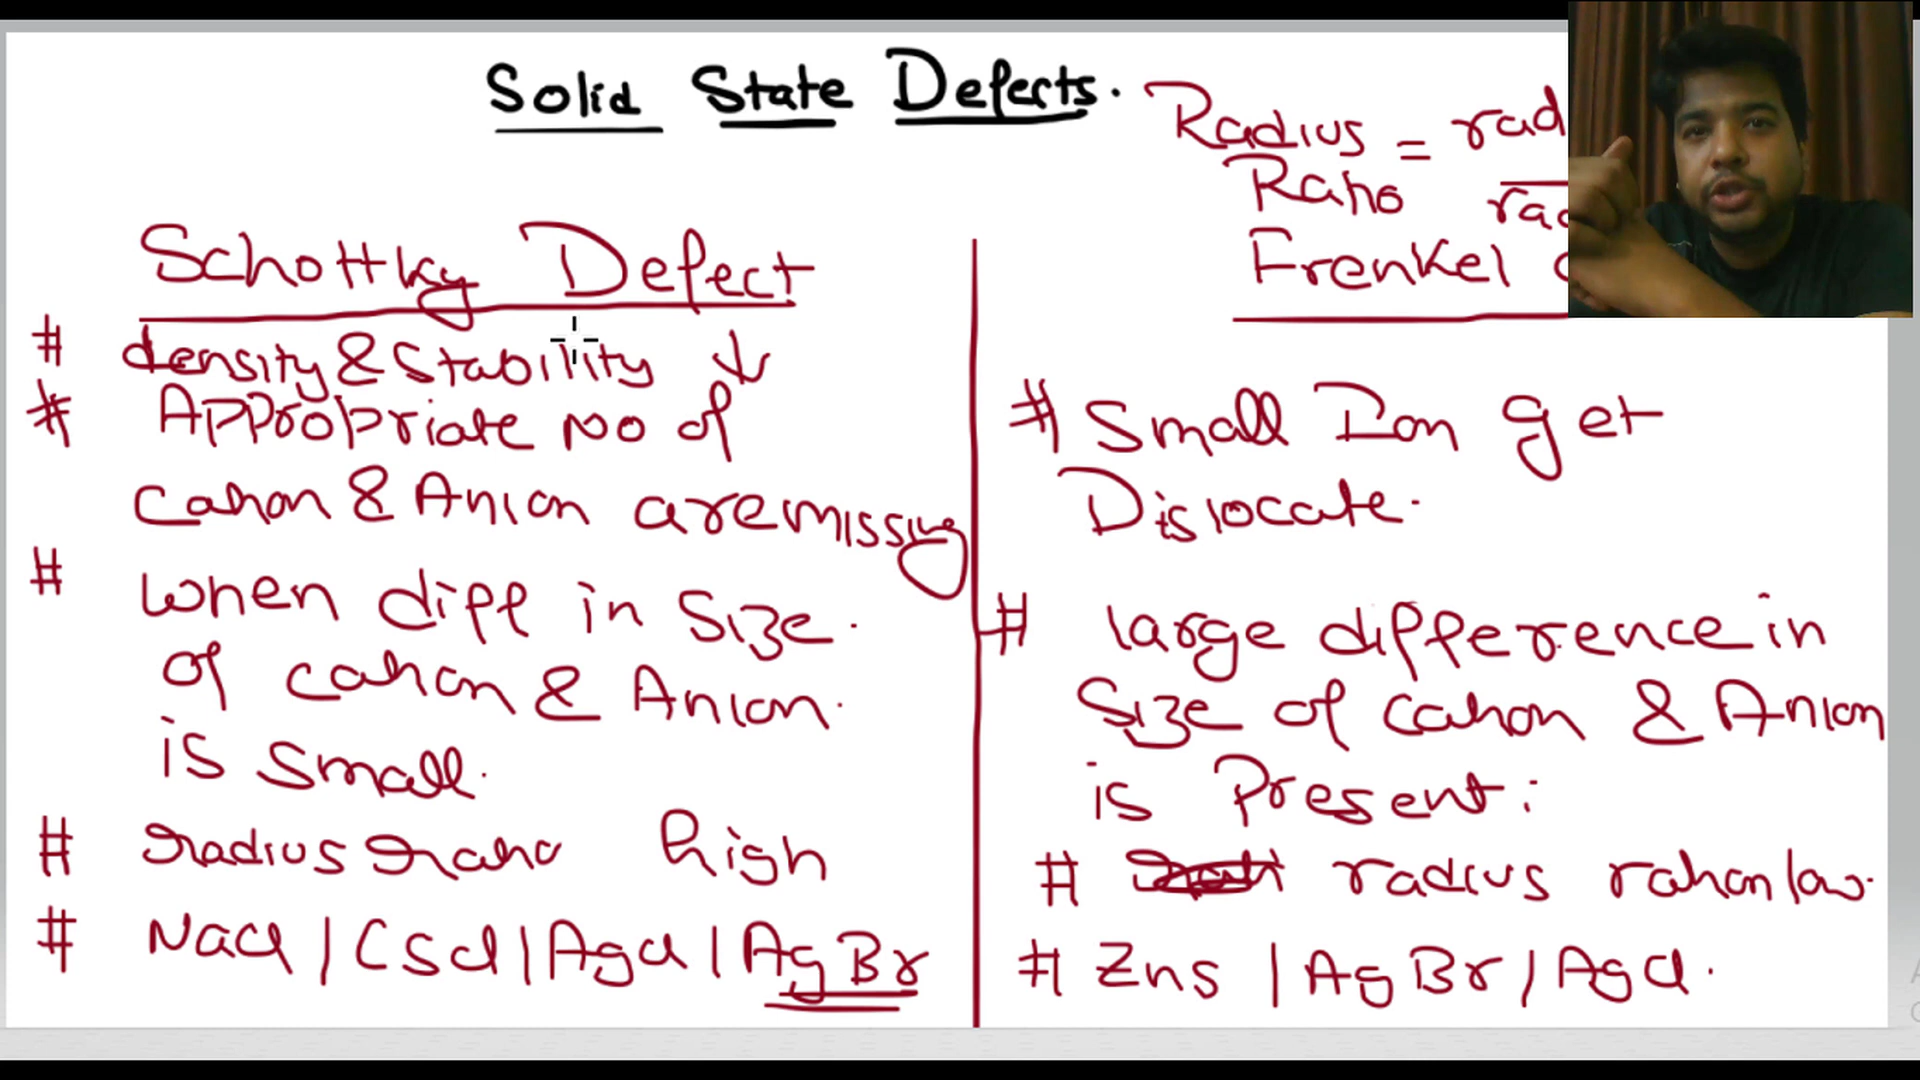 Solid State Defects.
Radius = rad
Ratio rad
Schottky Defect
Frenkel
# density & Stability ↓
# Appropriate No of
Cation & Anion are missing
# when diff in Size.
of cation & Anion.
is small.
# radius ratio high
# NaCl | CsCl | AgCl | AgBr
# Small Ion get
Dislocate.
# large difference in
Size of cation & Anion
is Present:
# radius ration low.
# Zns | AgBr | AgCl.